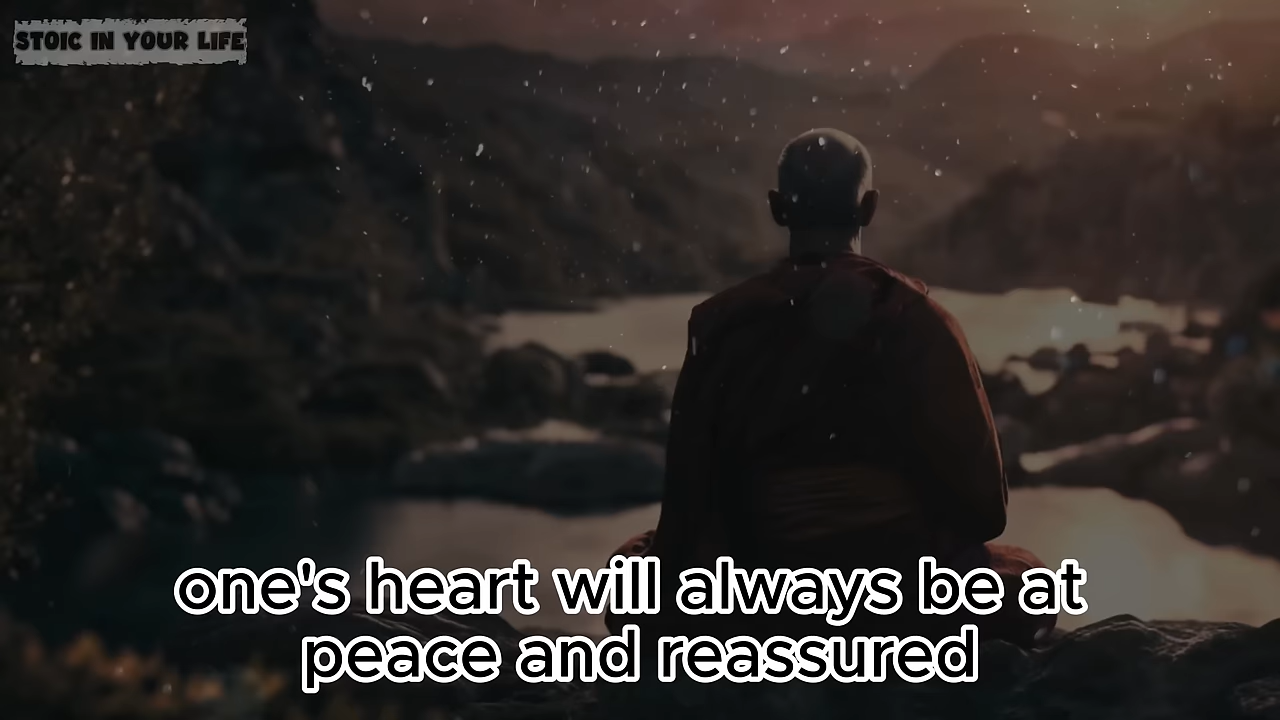 STOIC IN YOUR LIFE
one's heart will always be at
peace and reassured